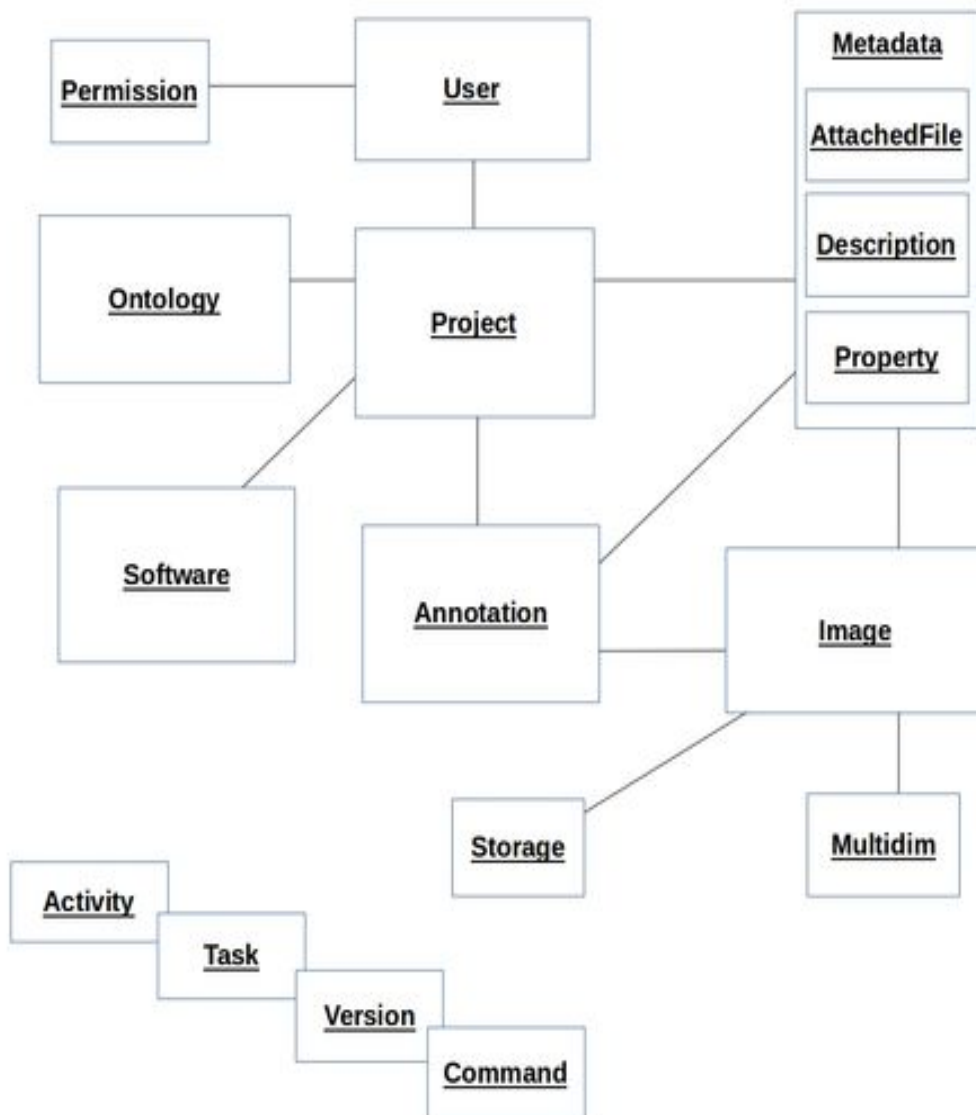 Permission
User
Metadata
AttachedFile
Description
Property
Ontology
Project
Software
Annotation
Image
Storage
Multidim
Activity
Task
Version
Command